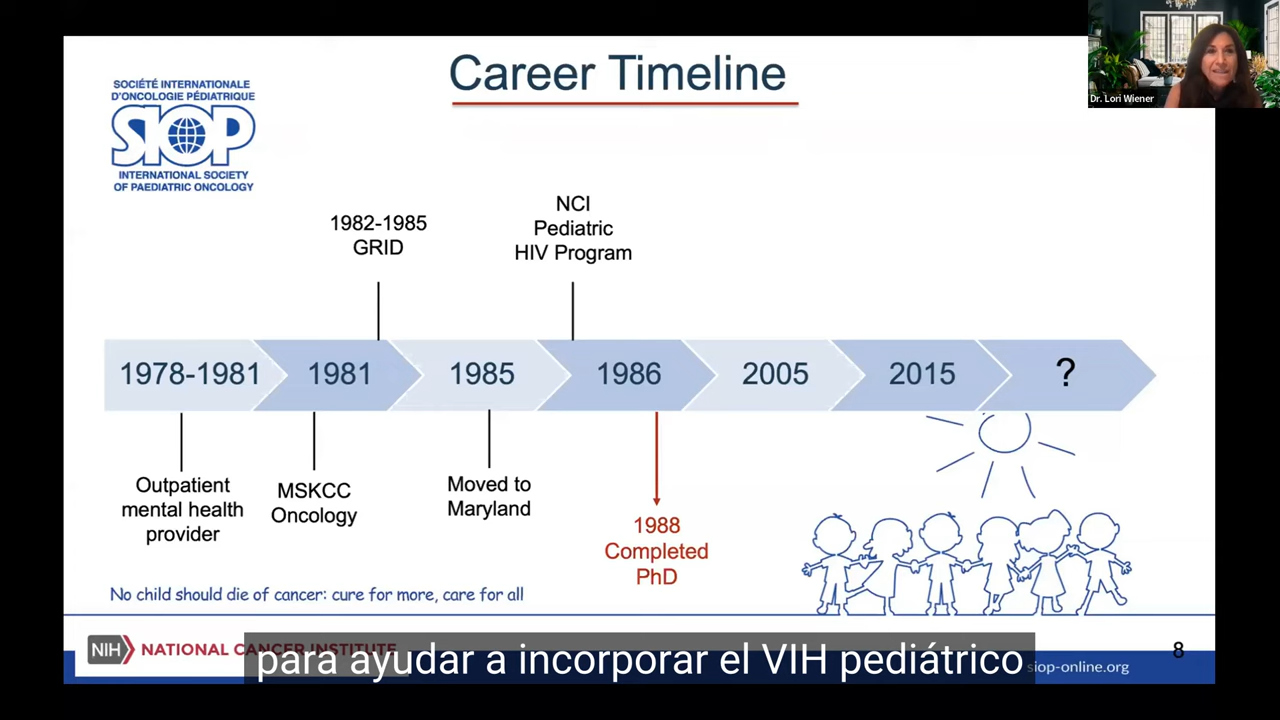 Career Timeline
SOCIÉTÉ INTERNATIONALE
D'ONCOLOGIE PÉDIATRIQUE
SIOP
INTERNATIONAL SOCIETY
OF PAEDIATRIC ONCOLOGY
Dr. Lori Wiener
1982-1985
GRID
NCI
Pediatric
HIV Program
1978-1981
1981
1985
1986
2005
2015
?
Outpatient
mental health
provider
MSKCC
Oncology
Moved to
Maryland
1988
Completed
PhD
No child should die of cancer: cure for more, care for all
NIH
NATIONAL CANCER INSTITUTE
8
para ayudar a incorporar el VIH pediátrico
siop-online.org